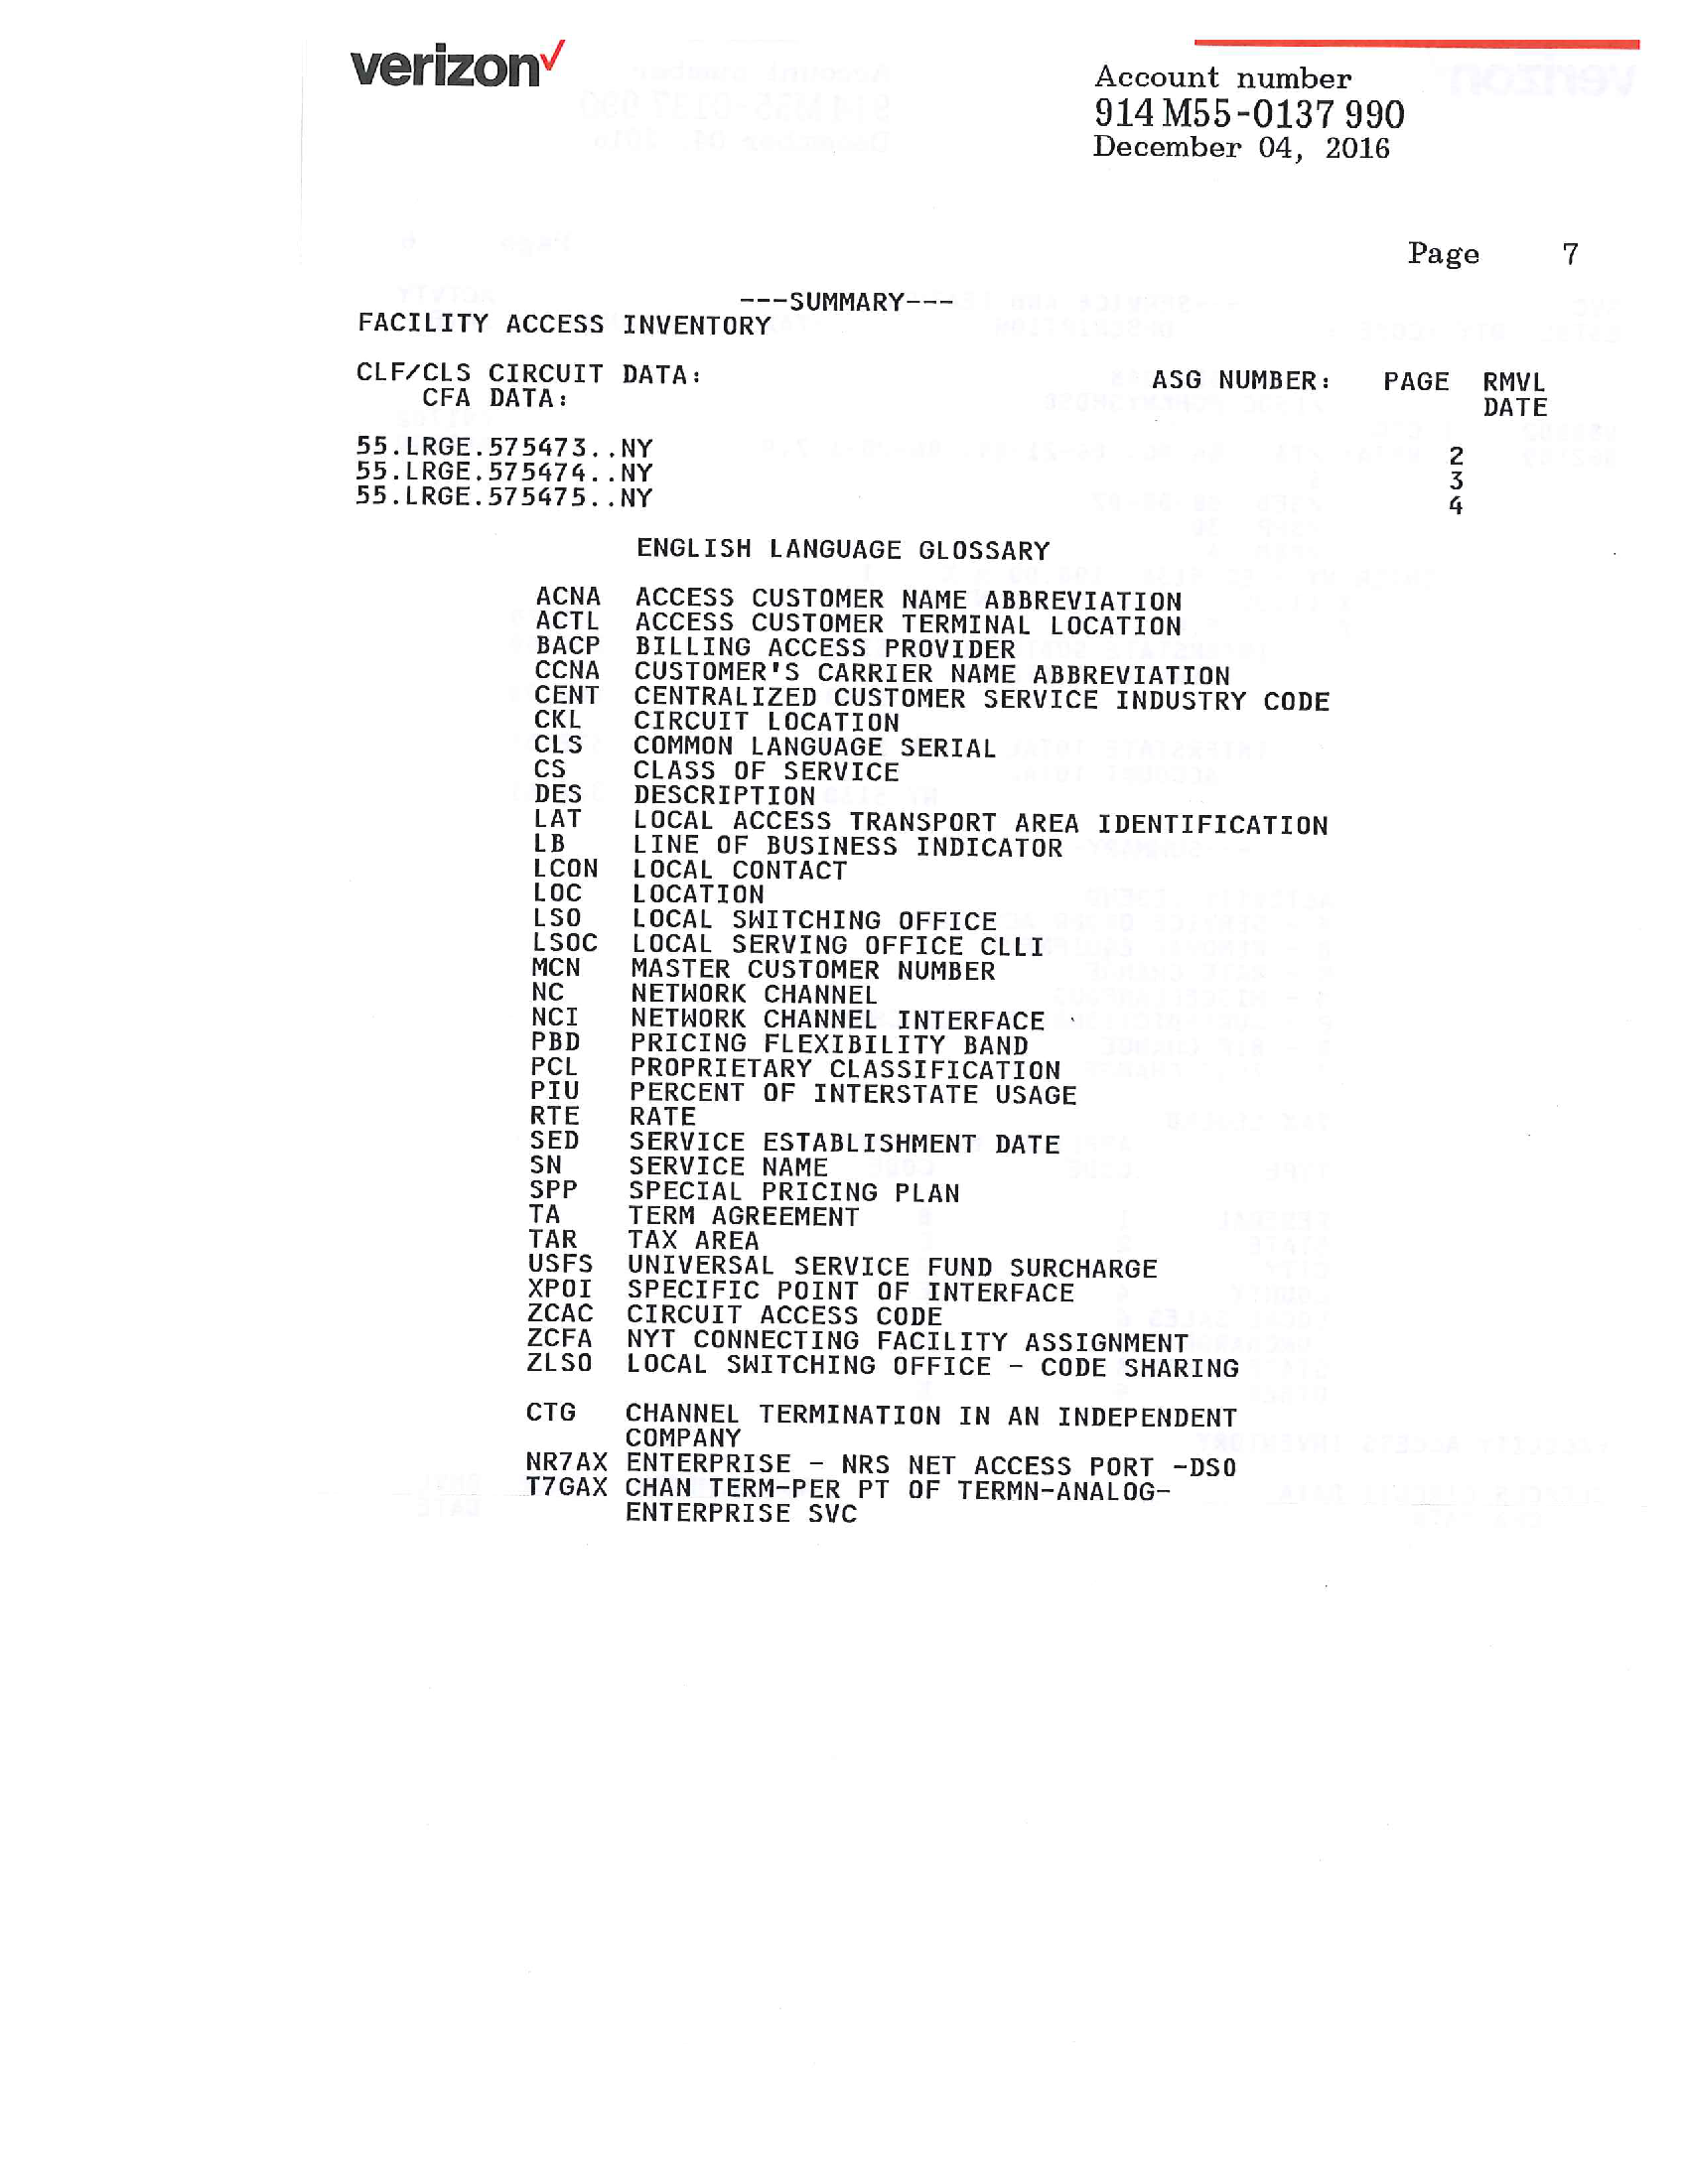 verizon✓
Account number
914 M55-0137 990
December 04, 2016
Page 7
---SUMMARY---
FACILITY ACCESS INVENTORY
CLF/CLS CIRCUIT DATA: ASG NUMBER: PAGE RMVL
CFA DATA: DATE
55.LRGE.575473..NY 2
55.LRGE.575474..NY 3
55.LRGE.575475..NY 4
ENGLISH LANGUAGE GLOSSARY
ACNA ACCESS CUSTOMER NAME ABBREVIATION
ACTL ACCESS CUSTOMER TERMINAL LOCATION
BACP BILLING ACCESS PROVIDER
CCNA CUSTOMER'S CARRIER NAME ABBREVIATION
CENT CENTRALIZED CUSTOMER SERVICE INDUSTRY CODE
CKL CIRCUIT LOCATION
CLS COMMON LANGUAGE SERIAL
CS CLASS OF SERVICE
DES DESCRIPTION
LAT LOCAL ACCESS TRANSPORT AREA IDENTIFICATION
LB LINE OF BUSINESS INDICATOR
LCON LOCAL CONTACT
LOC LOCATION
LSO LOCAL SWITCHING OFFICE
LSOC LOCAL SERVING OFFICE CLLI
MCN MASTER CUSTOMER NUMBER
NC NETWORK CHANNEL
NCI NETWORK CHANNEL INTERFACE
PBD PRICING FLEXIBILITY BAND
PCL PROPRIETARY CLASSIFICATION
PIU PERCENT OF INTERSTATE USAGE
RTE RATE
SED SERVICE ESTABLISHMENT DATE
SN SERVICE NAME
SPP SPECIAL PRICING PLAN
TA TERM AGREEMENT
TAR TAX AREA
USFS UNIVERSAL SERVICE FUND SURCHARGE
XPOI SPECIFIC POINT OF INTERFACE
ZCAC CIRCUIT ACCESS CODE
ZCFA NYT CONNECTING FACILITY ASSIGNMENT
ZLSO LOCAL SWITCHING OFFICE - CODE SHARING
CTG CHANNEL TERMINATION IN AN INDEPENDENT
COMPANY
NR7AX ENTERPRISE - NRS NET ACCESS PORT -DS0
T7GAX CHAN TERM-PER PT OF TERMN-ANALOG-
ENTERPRISE SVC